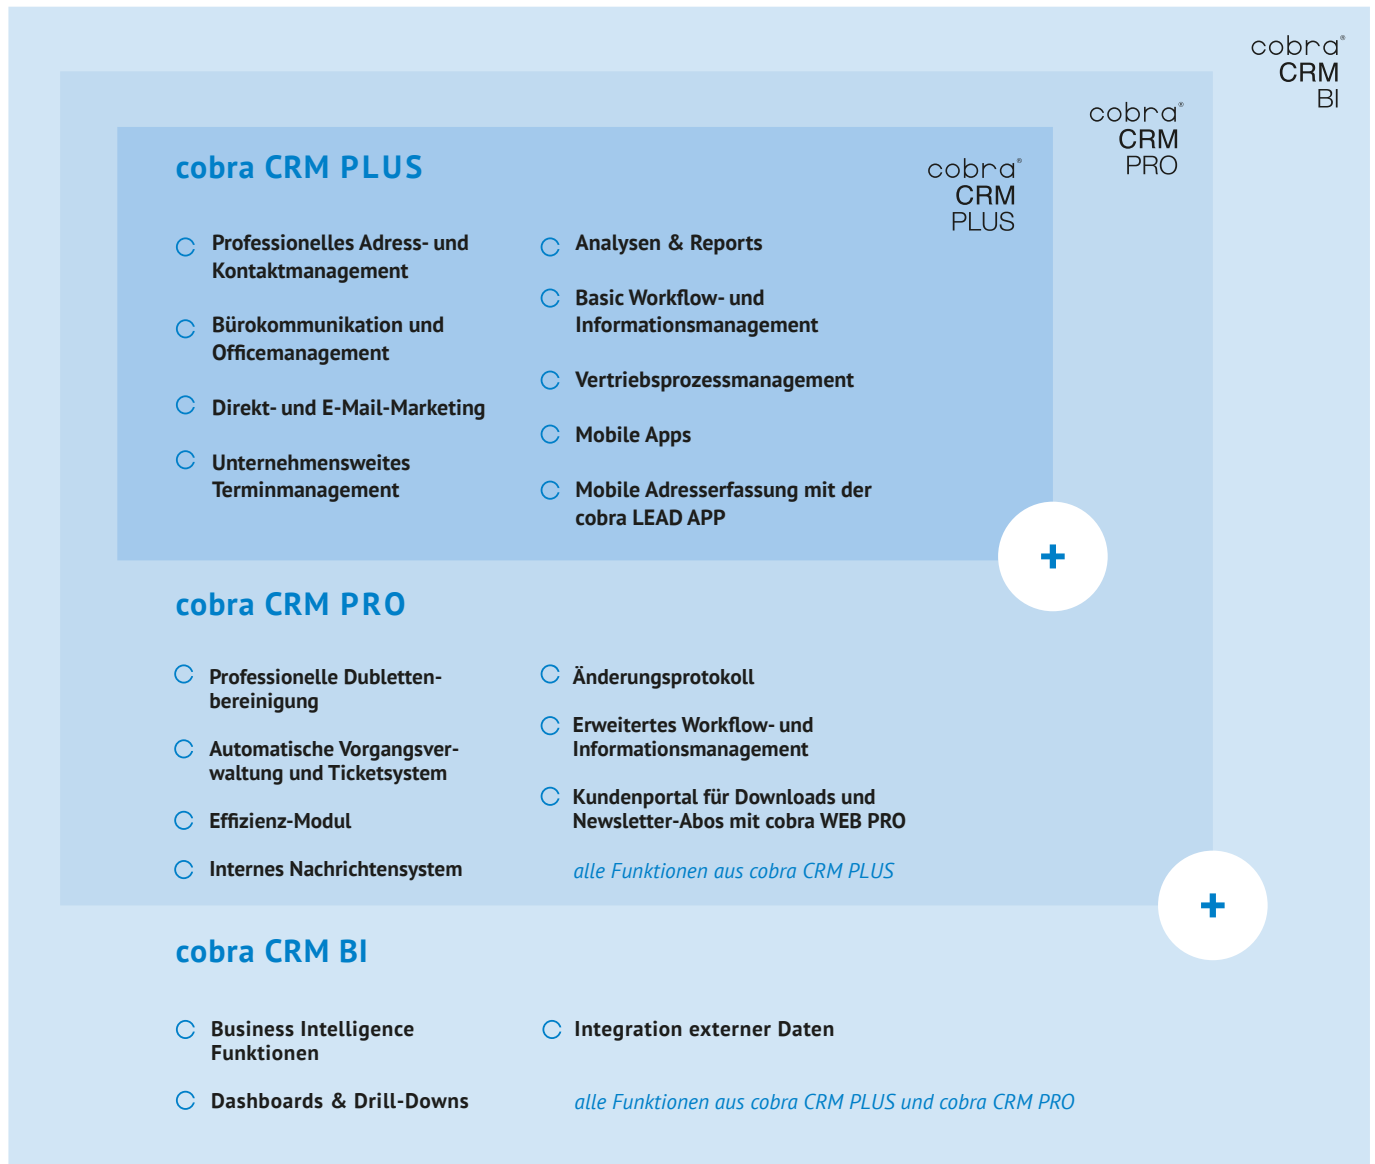 cobra®
CRM
BI
cobra®
CRM
PRO
cobra®
CRM
PLUS
cobra CRM PLUS
Professionelles Adress- und
Kontaktmanagement
Bürokommunikation und
Officemanagement
Direkt- und E-Mail-Marketing
Unternehmensweites
Terminmanagement
Analysen & Reports
Basic Workflow- und
Informationsmanagement
Vertriebsprozessmanagement
Mobile Apps
Mobile Adresserfassung mit der
cobra LEAD APP
+
cobra CRM PRO
Professionelle Dubletten-
bereinigung
Automatische Vorgangsver-
waltung und Ticketsystem
Effizienz-Modul
Internes Nachrichtensystem
Änderungsprotokoll
Erweitertes Workflow- und
Informationsmanagement
Kundenportal für Downloads und
Newsletter-Abos mit cobra WEB PRO
alle Funktionen aus cobra CRM PLUS
+
cobra CRM BI
Business Intelligence
Funktionen
Dashboards & Drill-Downs
Integration externer Daten
alle Funktionen aus cobra CRM PLUS und cobra CRM PRO